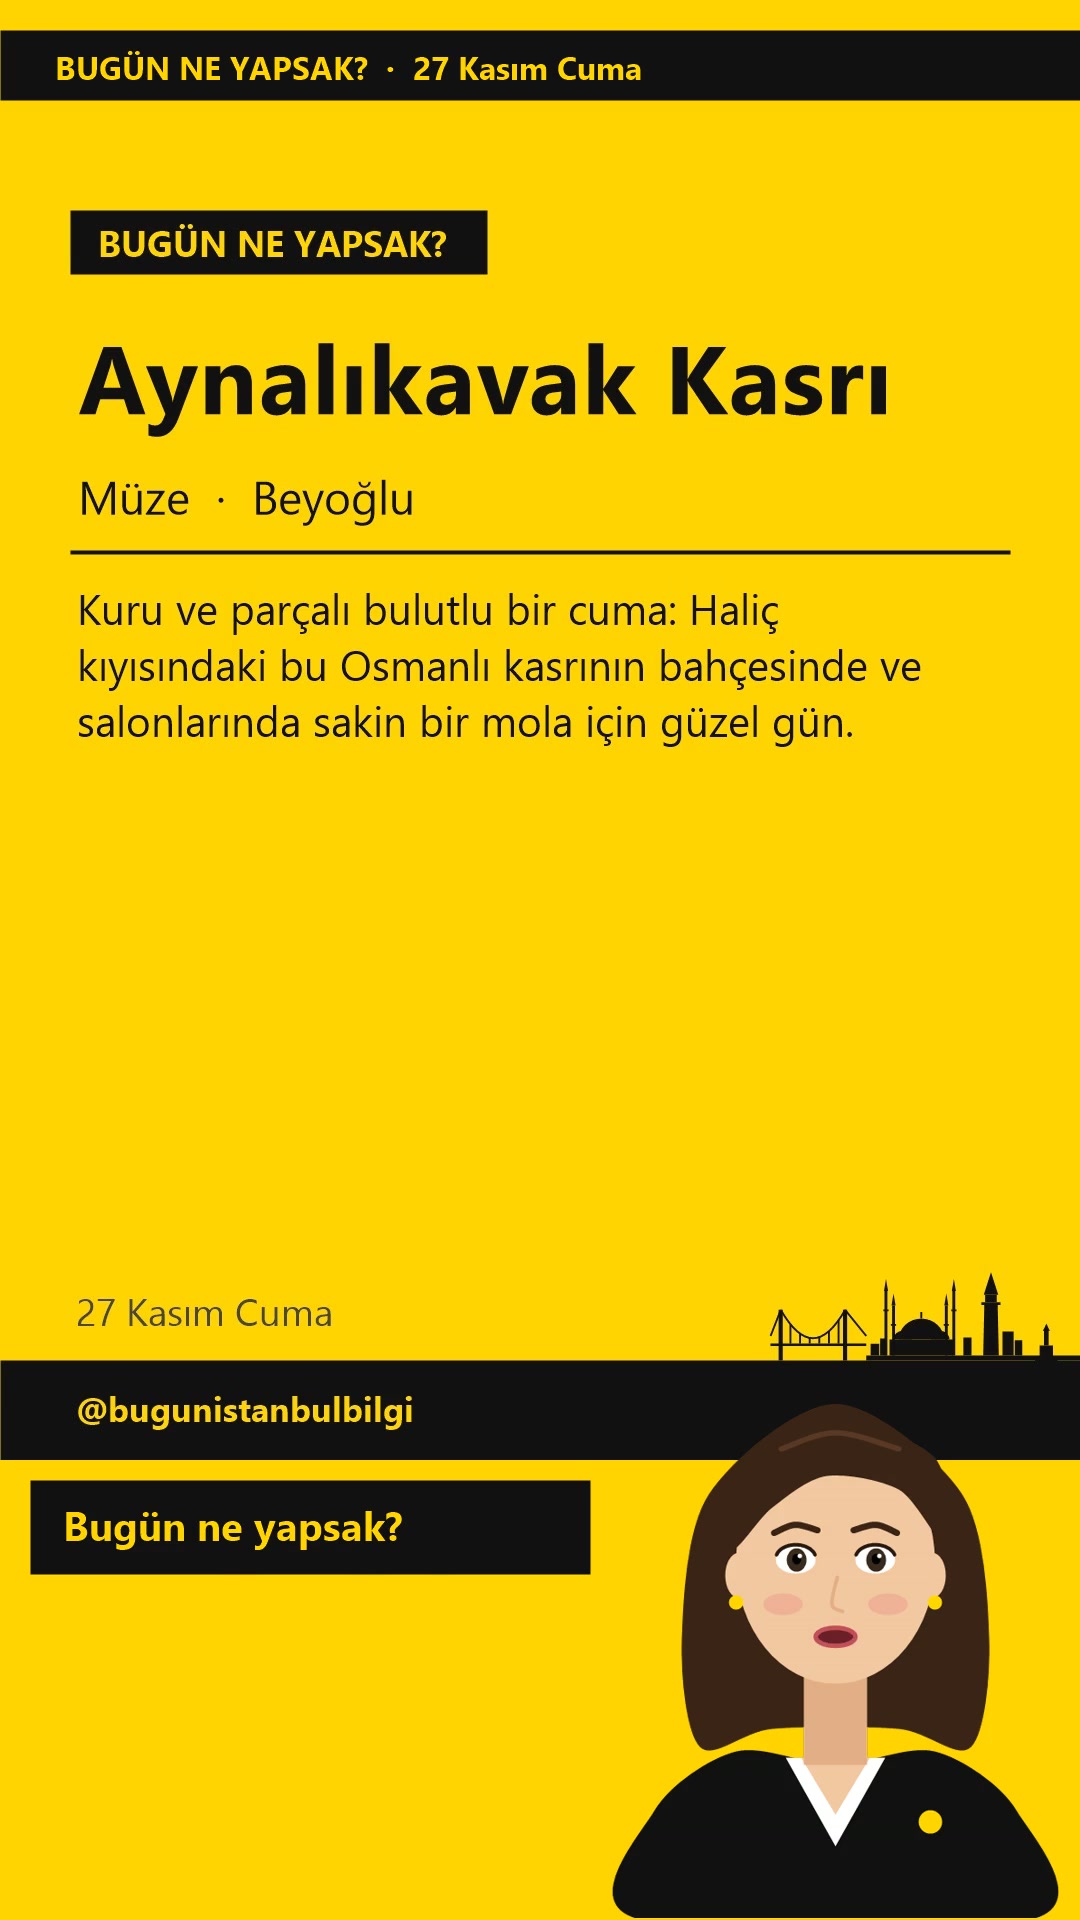 BUGÜN NE YAPSAK? · 27 Kasım Cuma
BUGÜN NE YAPSAK?
Aynalıkavak Kasrı
Müze · Beyoğlu
Kuru ve parçalı bulutlu bir cuma: Haliç
kıyısındaki bu Osmanlı kasrının bahçesinde ve
salonlarında sakin bir mola için güzel gün.
27 Kasım Cuma
@bugunistanbulbilgi
Bugün ne yapsak?